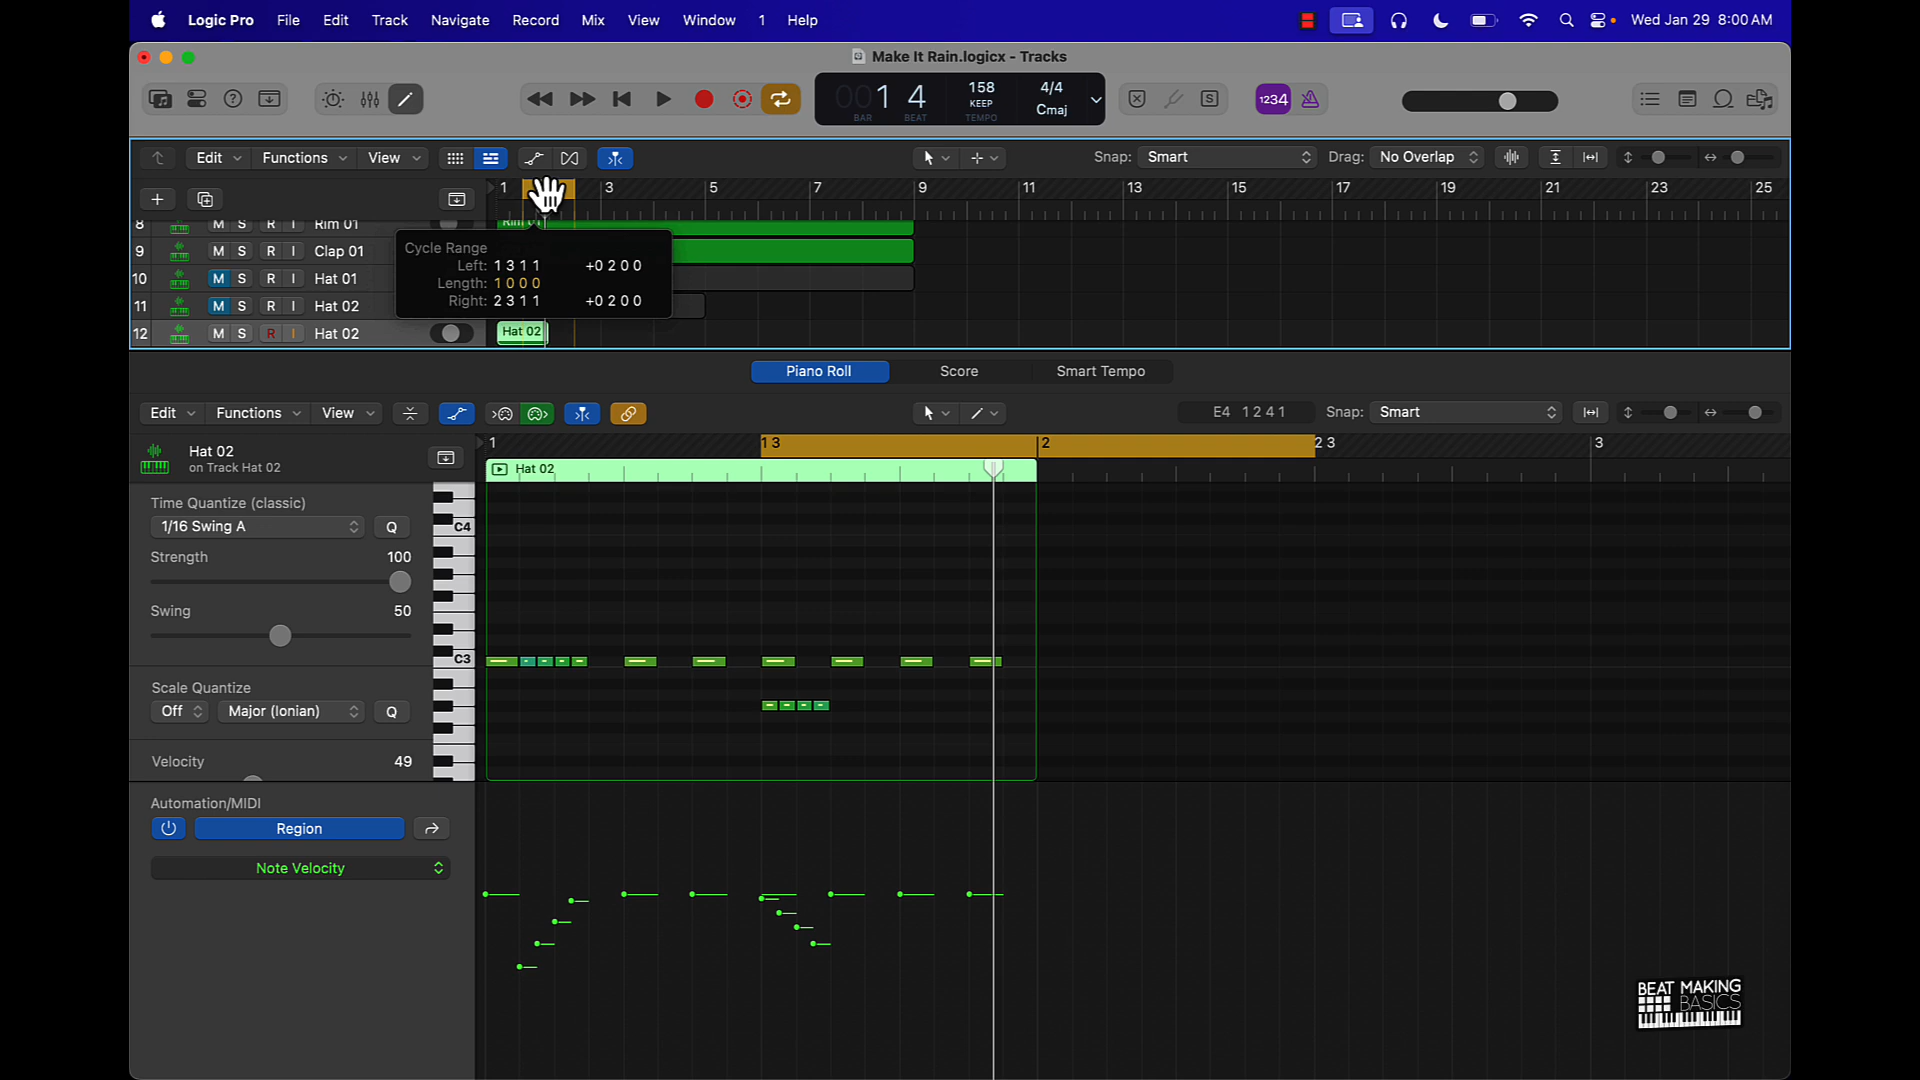 Logic Pro File Edit Track Navigate Record Mix View Window 1 Help Wed Jan 29 8:00 AM
Make It Rain.logicx - Tracks
001 4 158 4/4
KEEP Cmaj
BAR BEAT TEMPO
1234
Edit Functions View Snap: Smart Drag: No Overlap
1 3 5 7 9 11 13 15 17 19 21 23 25
8 M S R I Rim 01 Rim 01
9 M S R I Clap 01
10 M S R I Hat 01
11 M S R I Hat 02
12 M S R I Hat 02 Hat 02
Cycle Range
Left: 1 3 1 1 +0 2 0 0
Length: 1 0 0 0
Right: 2 3 1 1 +0 2 0 0
Piano Roll Score Smart Tempo
Edit Functions View E4 1 2 4 1 Snap: Smart
1 1 3 2 2 3 3
Hat 02
on Track Hat 02
Hat 02
Time Quantize (classic)
1/16 Swing A Q
Strength 100
Swing 50
Scale Quantize
Off Major (Ionian) Q
Velocity 49
C4
C3
Automation/MIDI
Region
Note Velocity
BEAT MAKING
BASICS